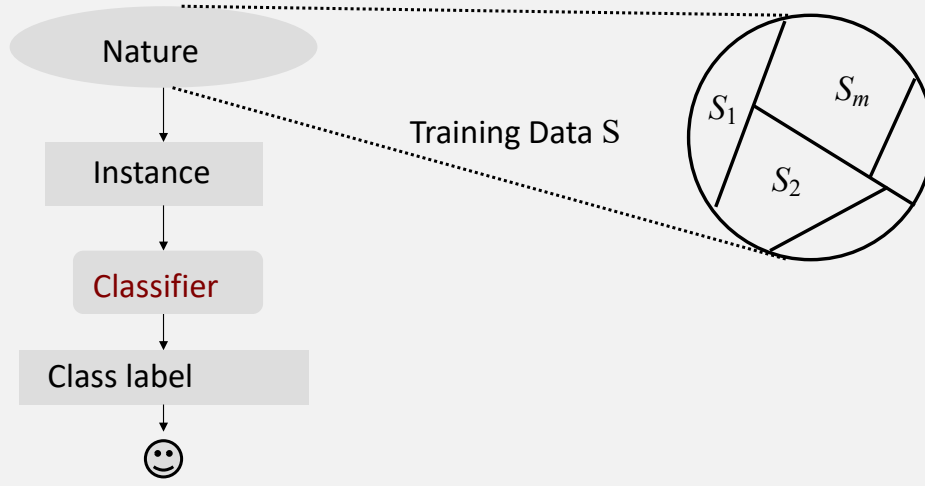 Nature
Instance
Classifier
Class label
Training Data S
S1
S2
Sm